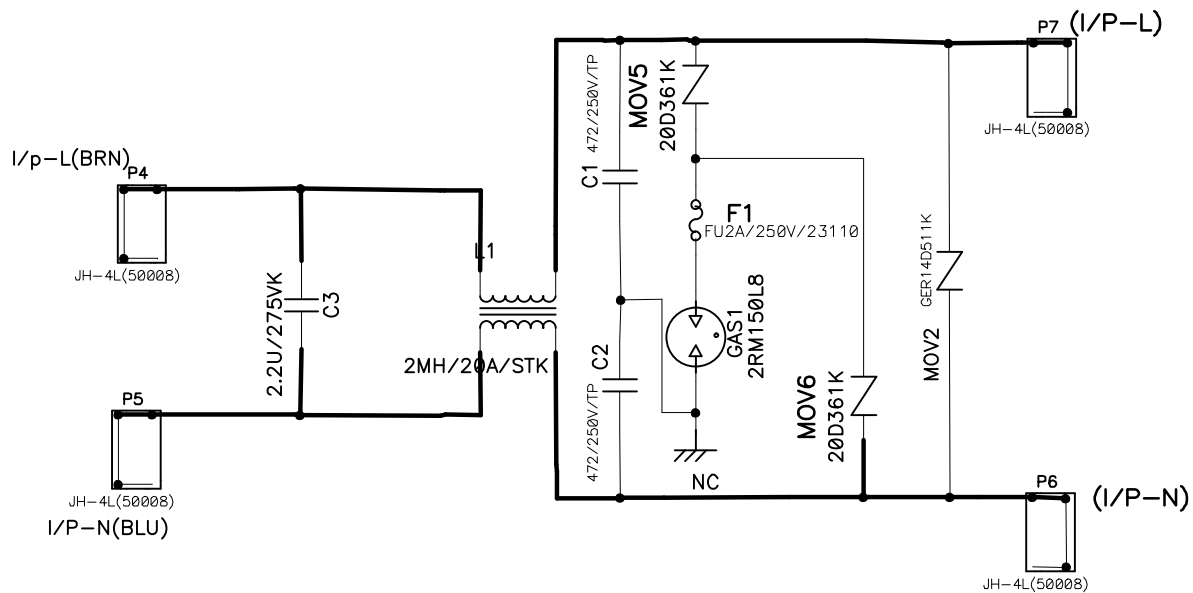 P7 (I/P-L)
JH-4L(50008)
472/250V/TP
MOV5
20D361K
C1
I/p-L(BRN)
P4
JH-4L(50008)
F1
FU2A/250V/23110
GER14D511K
MOV2
L1
2.2U/275VK
C3
GAS1
2RM150L8
2MH/20A/STK
C2
472/250V/TP
MOV6
20D361K
P5
JH-4L(50008)
I/P-N(BLU)
NC
P6
(I/P-N)
JH-4L(50008)